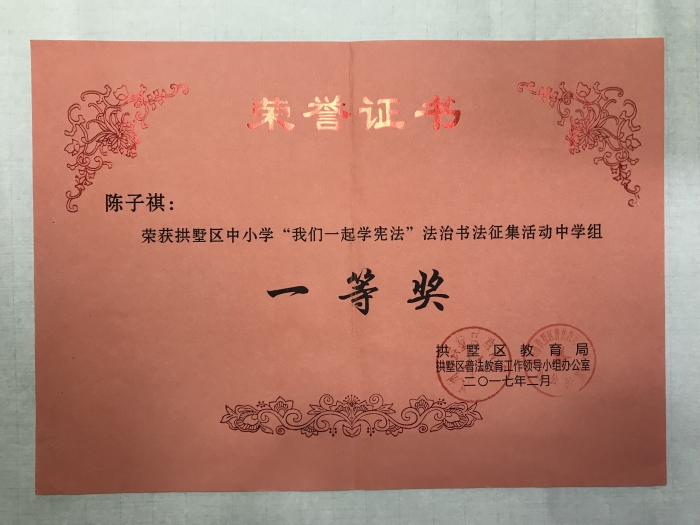 荣誉证书
陈子祺：
荣获拱墅区中小学“我们一起学宪法”法治书法征集活动中学组
一等奖
拱墅区教育局
拱墅区普法教育工作领导小组办公室
二〇一七年二月